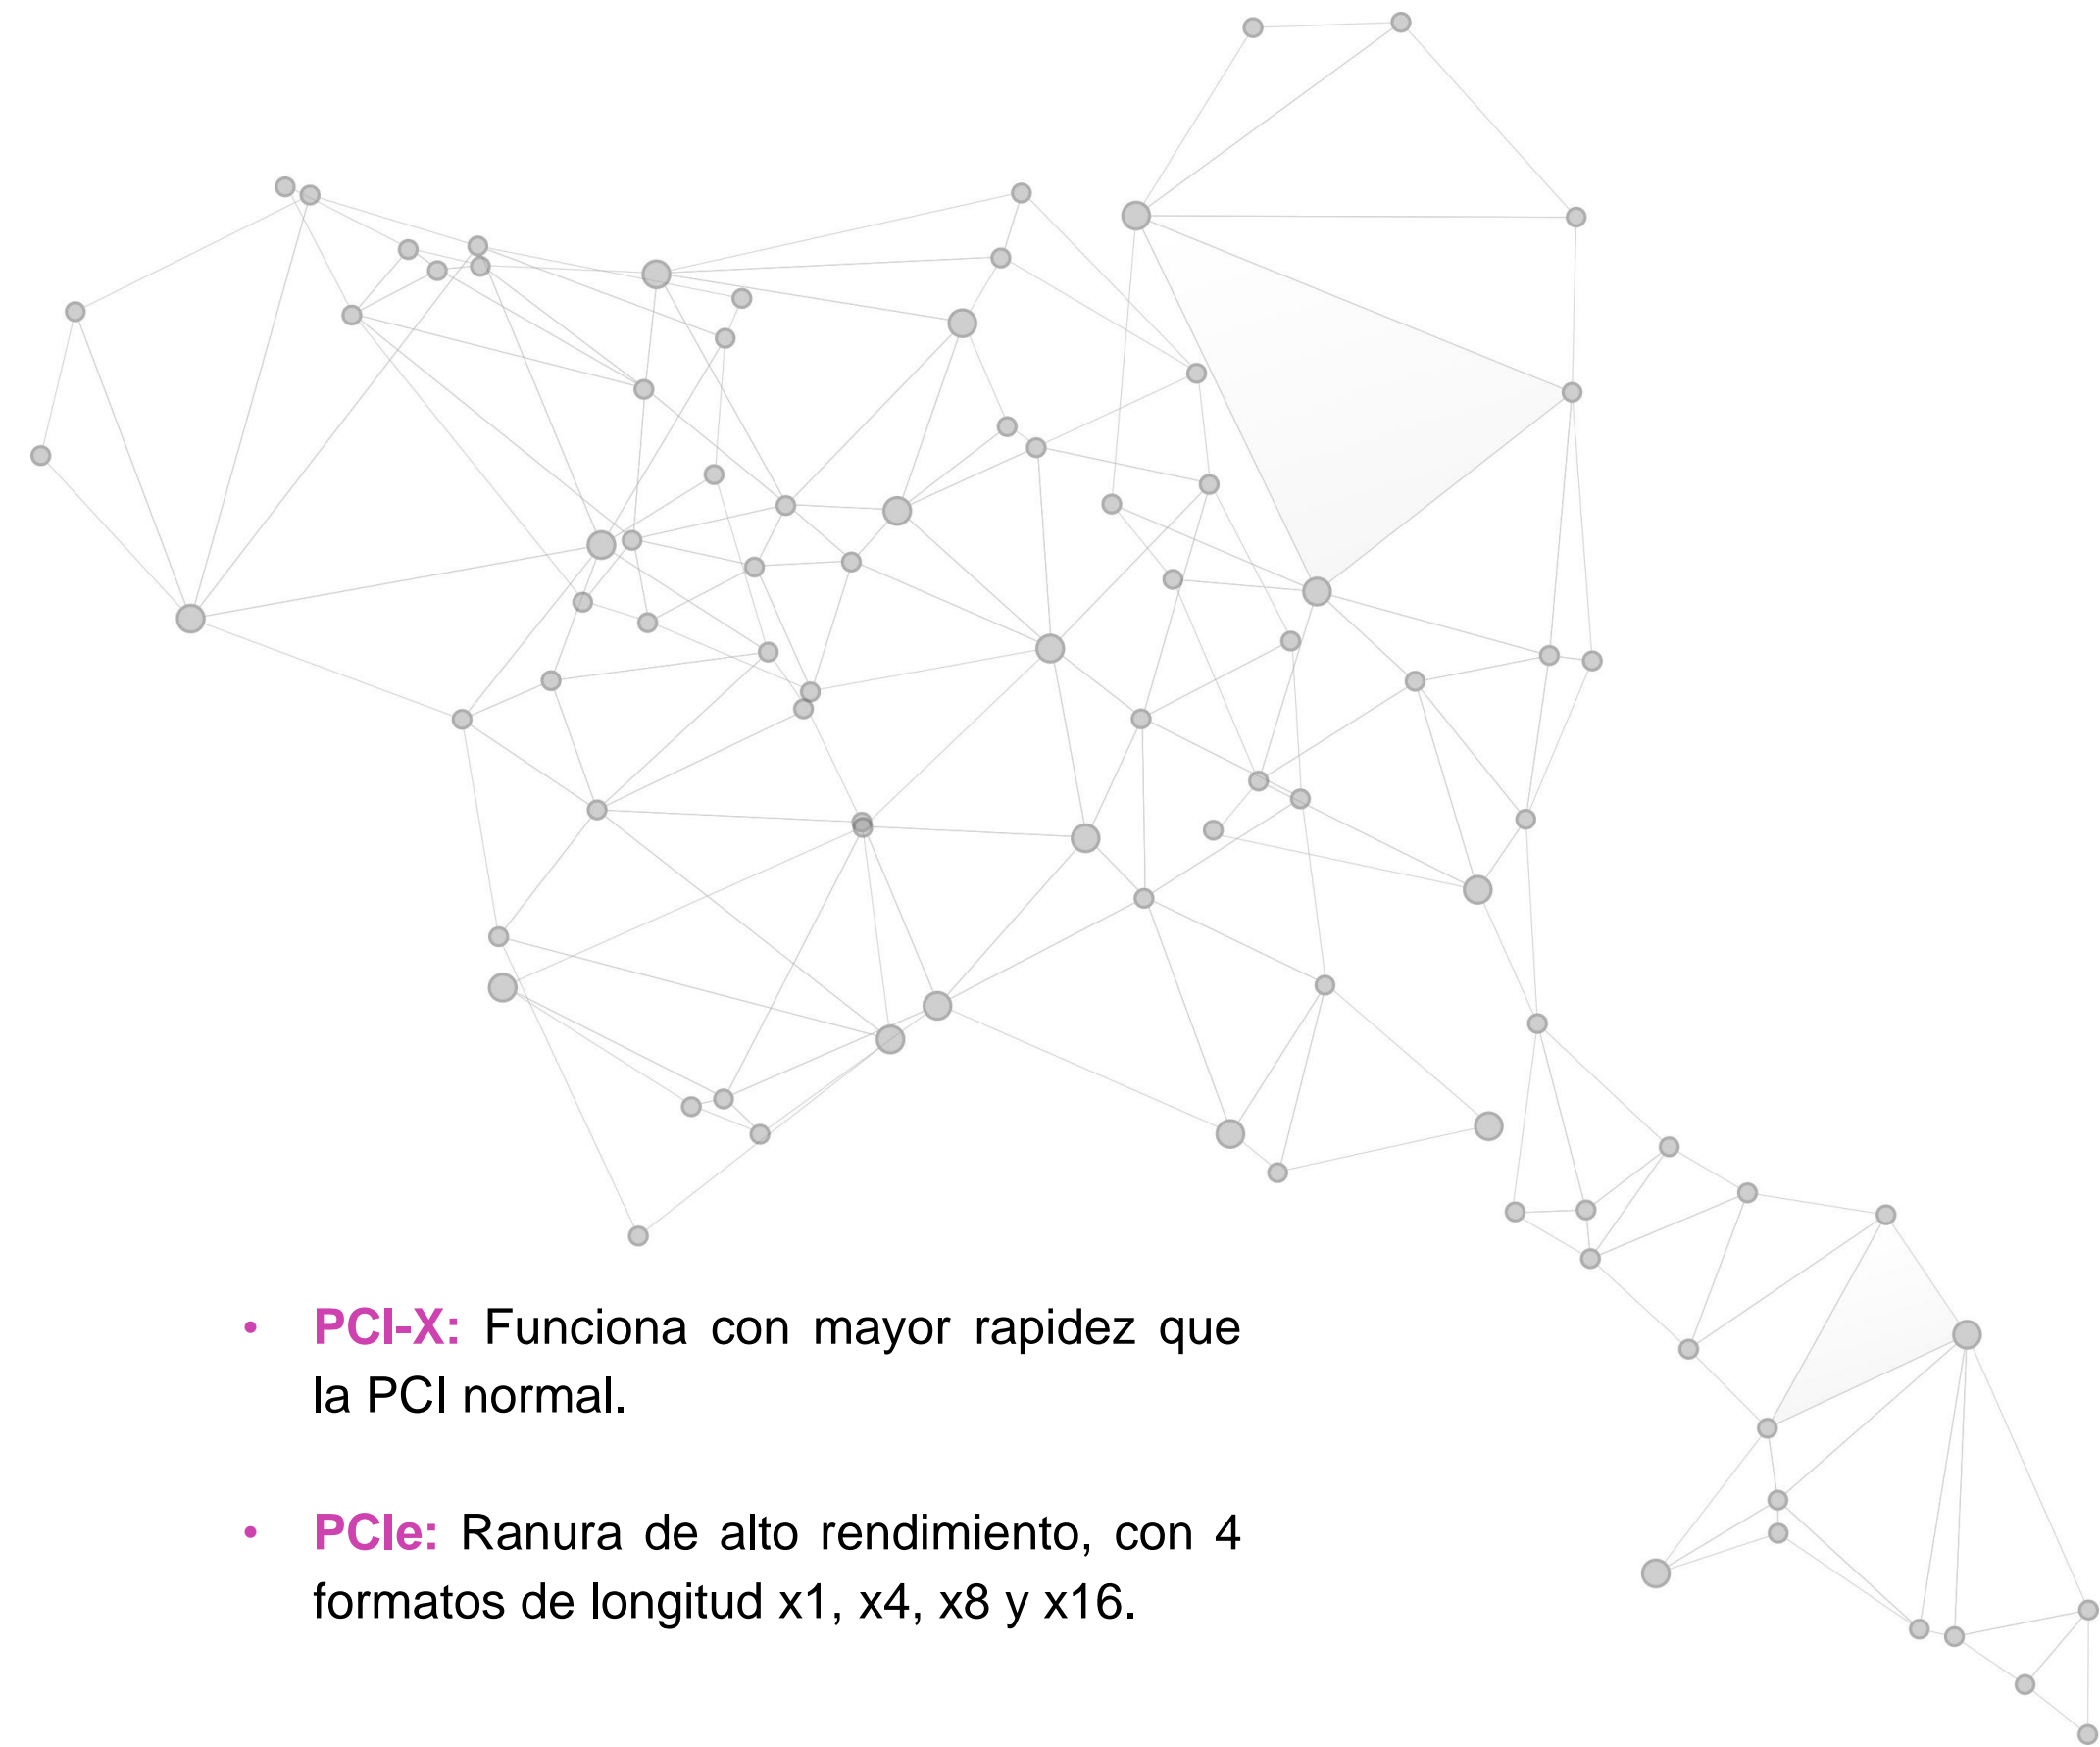 • PCI-X: Funciona con mayor rapidez que
la PCI normal.
• PCIe: Ranura de alto rendimiento, con 4
formatos de longitud x1, x4, x8 y x16.